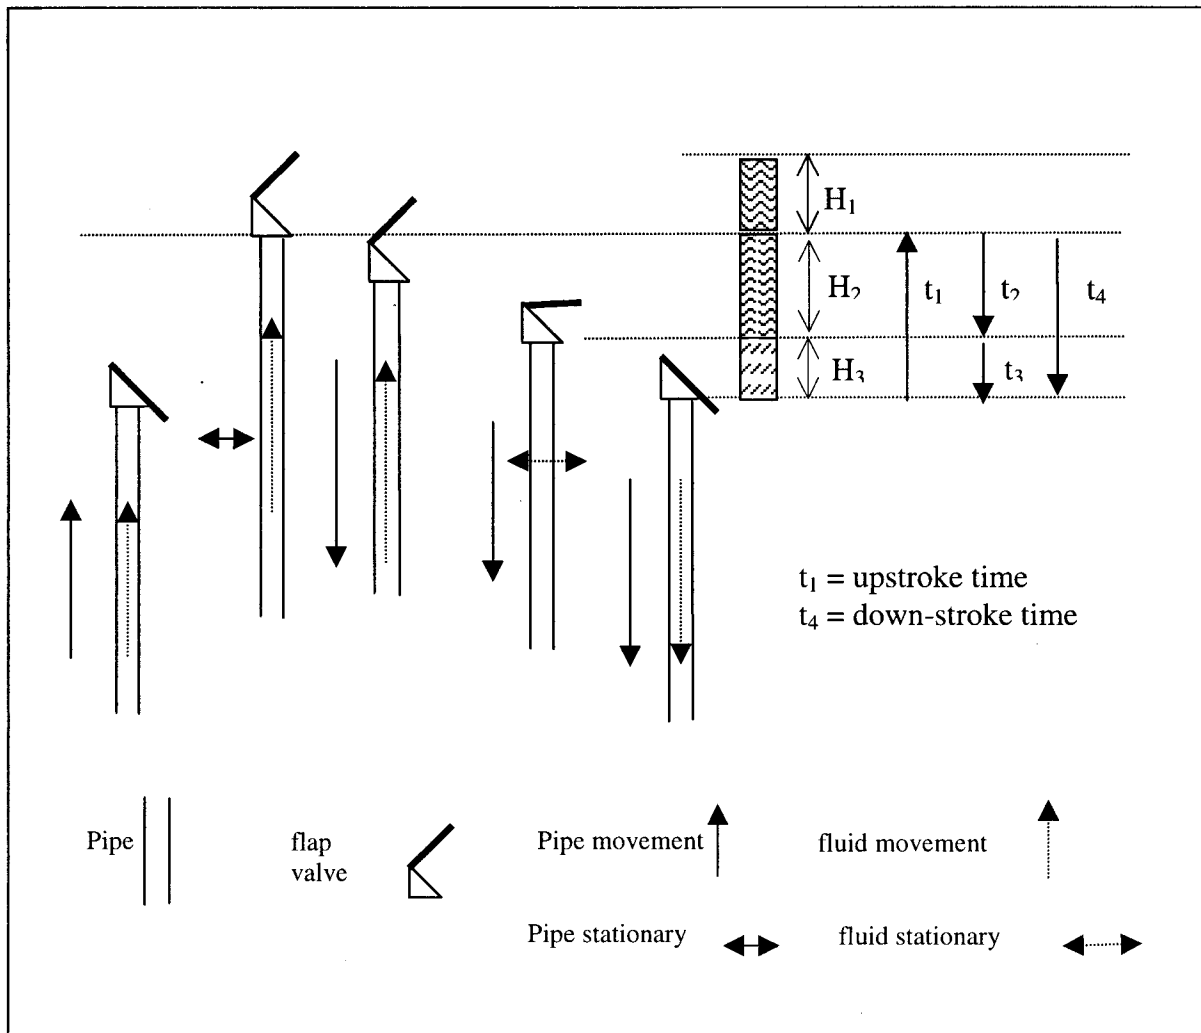 H₁
H₂ t₁ t₂ t₄
H₃ t₃
t₁ = upstroke time
t₄ = down-stroke time
Pipe
flap
valve
Pipe movement
fluid movement
Pipe stationary
fluid stationary